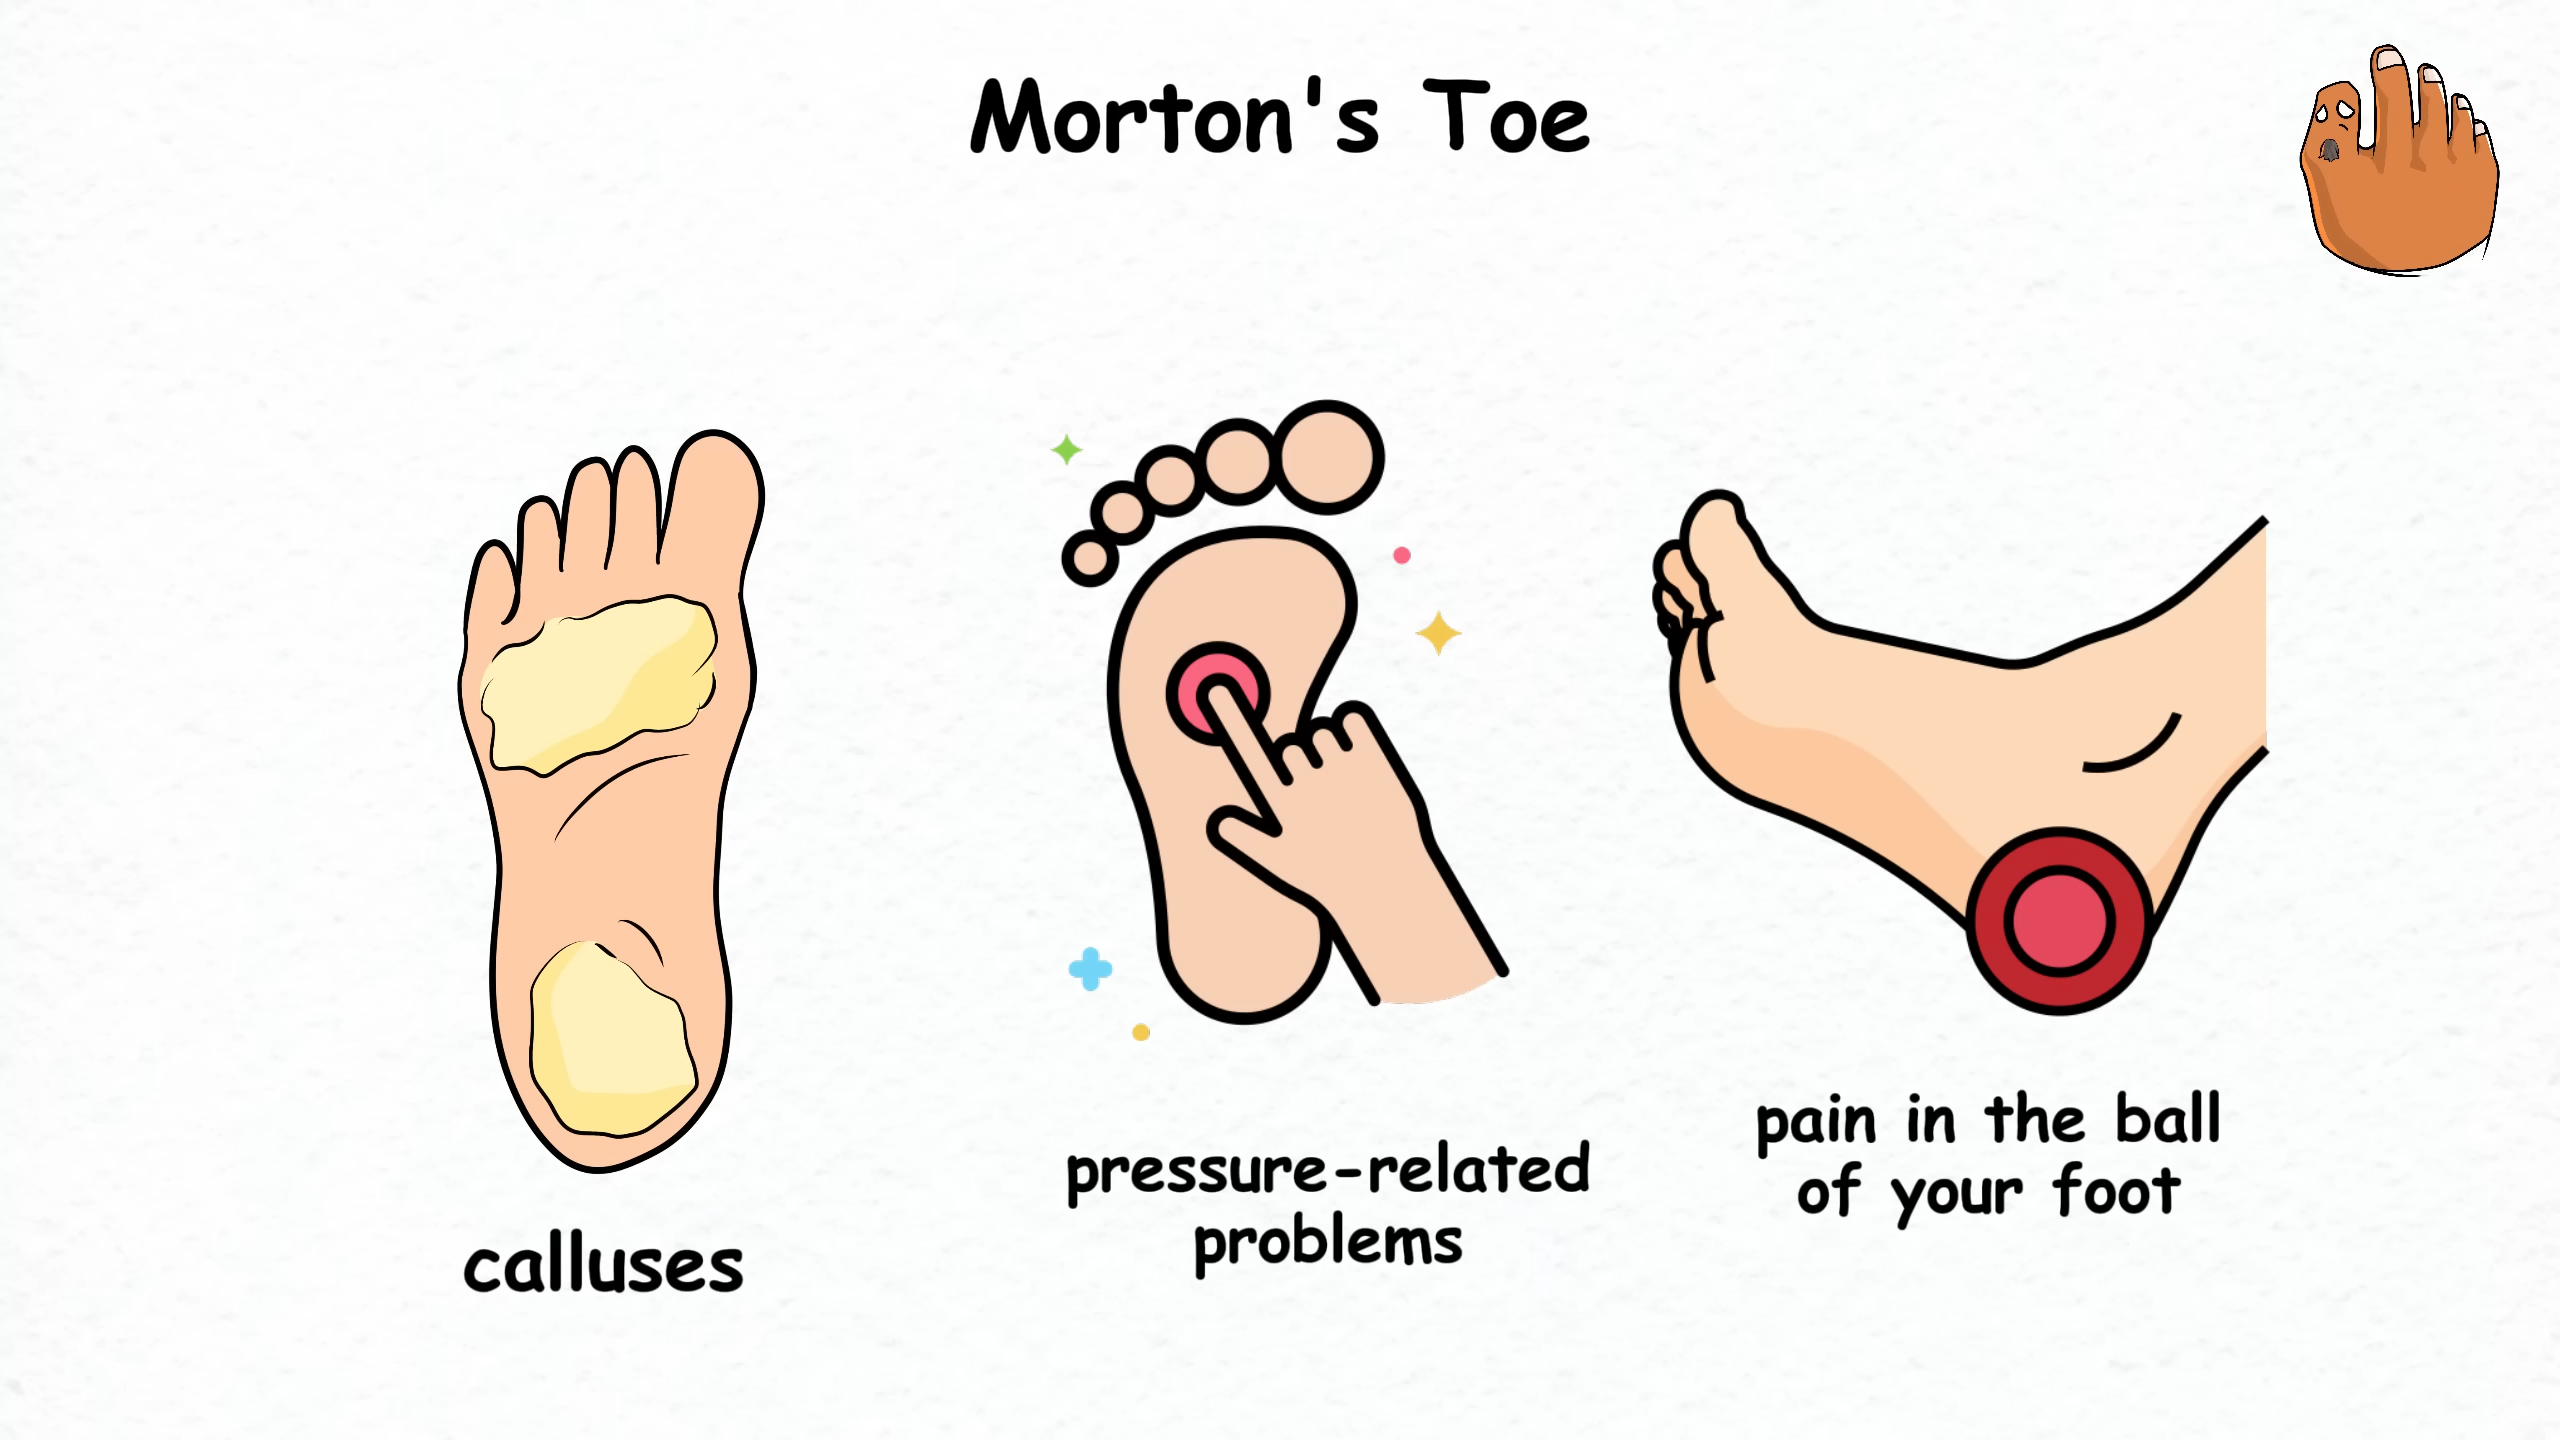 Morton's Toe
calluses
pressure-related
problems
pain in the ball
of your foot